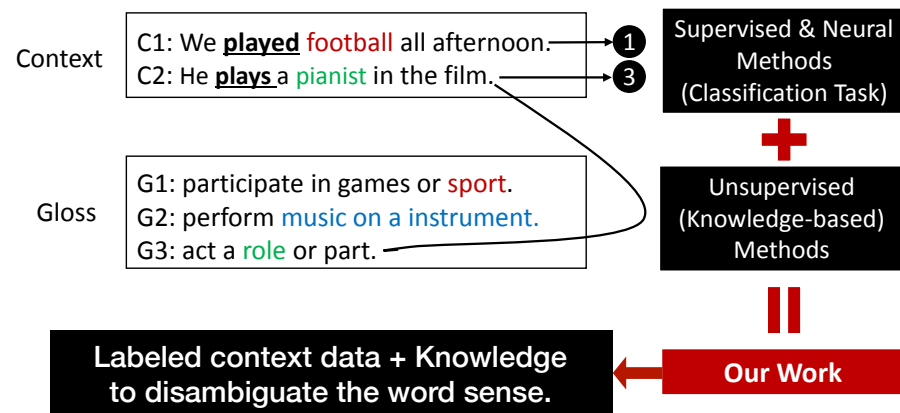 Context
C1: We played football all afternoon.
C2: He plays a pianist in the film.
1
3
Supervised & Neural
Methods
(Classification Task)
Gloss
G1: participate in games or sport.
G2: perform music on a instrument.
G3: act a role or part.
Unsupervised
(Knowledge-based)
Methods
Labeled context data + Knowledge
to disambiguate the word sense.
Our Work